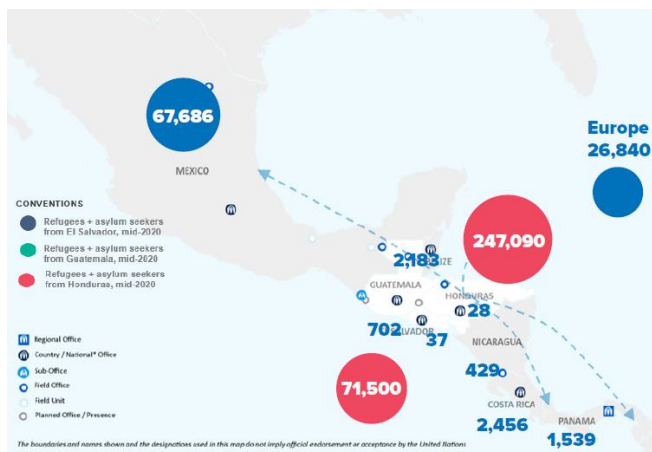 67,686
Europe
26,840
MEXICO
CONVENTIONS
Refugees + asylum seekers
from El Salvador, mid-2020
Refugees + asylum seekers
from Guatemala, mid-2020
Refugees + asylum seekers
from Honduras, mid-2020
247,090
2,183
GUATEMALA
HONDURAS
28
702
37
NICARAGUA
71,500
429
COSTA RICA
2,456
PANAMA
1,539
Regional Office
Country / National* Office
Sub-Office
Field Office
Field Unit
Planned Office / Presence
The boundaries and names shown and the designations used in this map do not imply official endorsement or acceptance by the United Nations